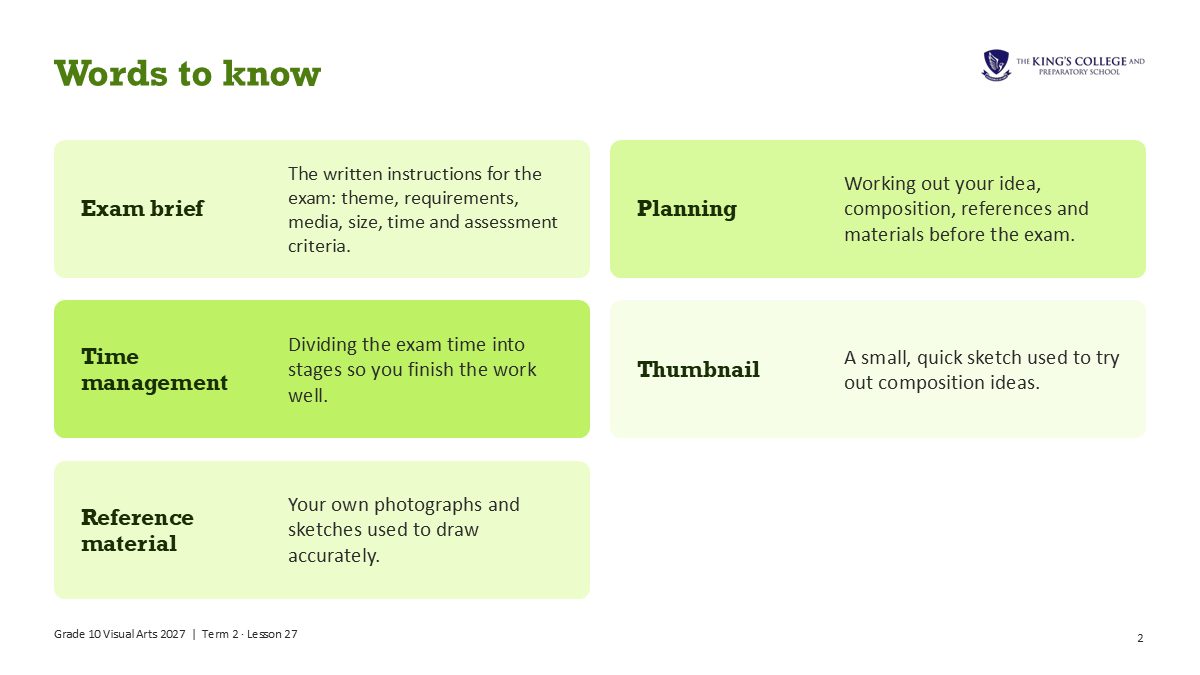 Words to know
THE KING'S COLLEGE AND
PREPARATORY SCHOOL
Exam brief
The written instructions for the
exam: theme, requirements,
media, size, time and assessment
criteria.
Planning
Working out your idea,
composition, references and
materials before the exam.
Time
management
Dividing the exam time into
stages so you finish the work
well.
Thumbnail
A small, quick sketch used to try
out composition ideas.
Reference
material
Your own photographs and
sketches used to draw
accurately.
Grade 10 Visual Arts 2027 | Term 2 · Lesson 27
2